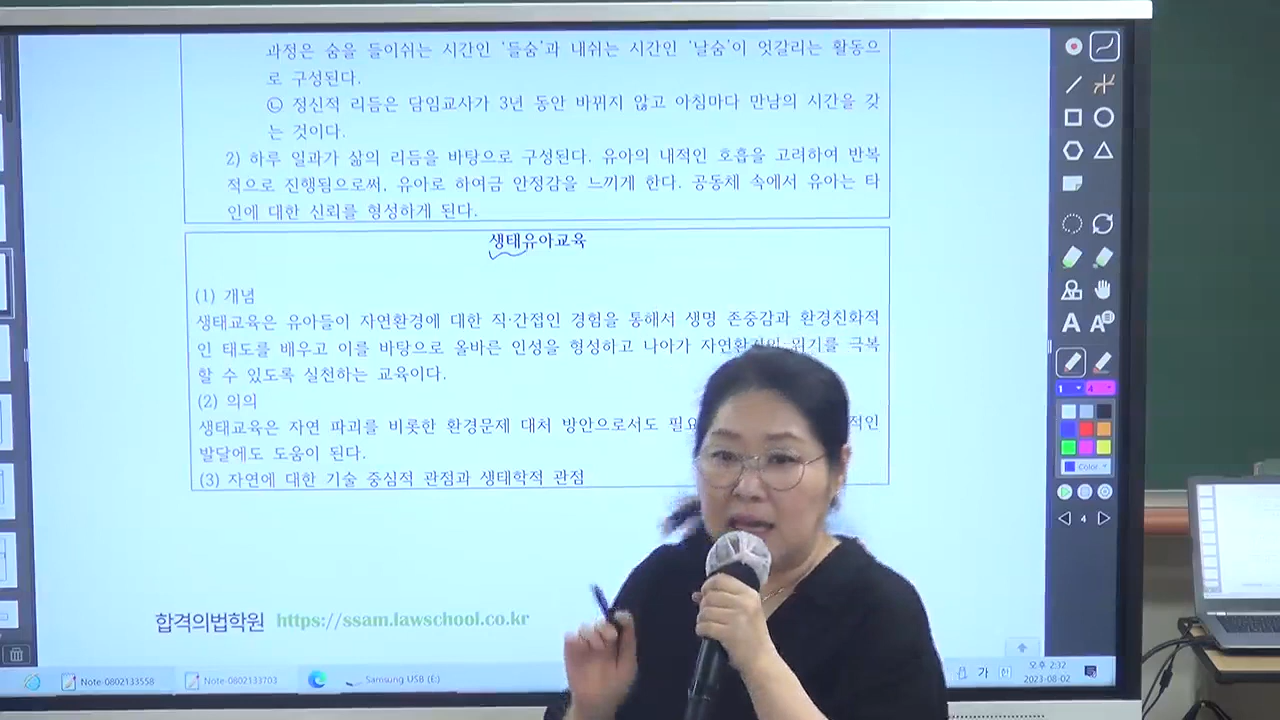 과정은 숨을 들이쉬는 시간인 '들숨'과 내쉬는 시간인 '날숨'이 엇갈리는 활동으
로 구성된다.
㉡ 정신적 리듬은 담임교사가 3년 동안 바뀌지 않고 아침마다 만남의 시간을 갖
는 것이다.
2) 하루 일과가 삶의 리듬을 바탕으로 구성된다. 유아의 내적인 호흡을 고려하여 반복
적으로 진행됨으로써, 유아로 하여금 안정감을 느끼게 한다. 공동체 속에서 유아는 타
인에 대한 신뢰를 형성하게 된다.
생태유아교육
(1) 개념
생태교육은 유아들이 자연환경에 대한 직·간접인 경험을 통해서 생명 존중감과 환경친화적
인 태도를 배우고 이를 바탕으로 올바른 인성을 형성하고 나아가 위기를 극복
할 수 있도록 실천하는 교육이다.
(2) 의의
생태교육은 자연 파괴를 비롯한 환경문제 대처 방안으로서도 필요 적인
발달에도 도움이 된다.
(3) 자연에 대한 기술 중심적 관점과 생태학적 관점
합격의법학원 https://ssam.lawschool.co.kr
1 4
A A
Color
4
Note-0802133558 Note-0802133703 Samsung USB (E:)
가 오후 2:32
2023-08-02